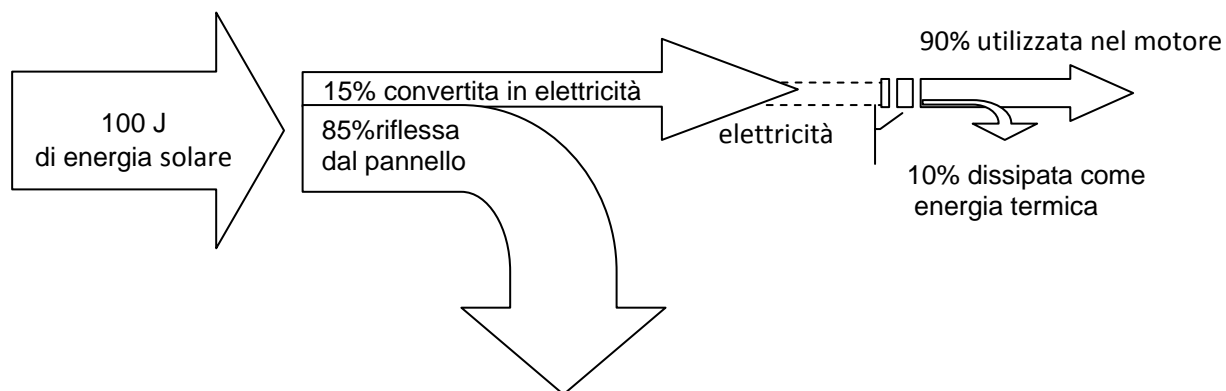 100 J
di energia solare
15% convertita in elettricità
85%riflessa
dal pannello
elettricità
90% utilizzata nel motore
10% dissipata come
energia termica